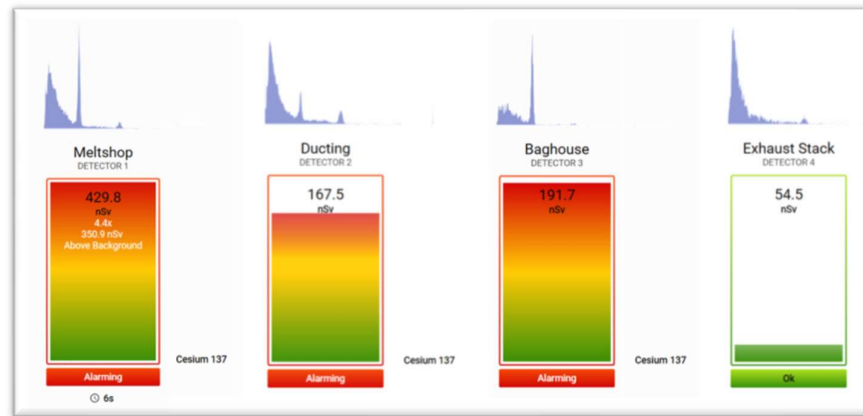 Meltshop
DETECTOR 1
429.8
nSv
4.4x
350.9 nSv
Above Background
Cesium 137
Alarming
6s
Ducting
DETECTOR 2
167.5
nSv
Cesium 137
Alarming
Baghouse
DETECTOR 3
191.7
nSv
Cesium 137
Alarming
Exhaust Stack
DETECTOR 4
54.5
nSv
Ok